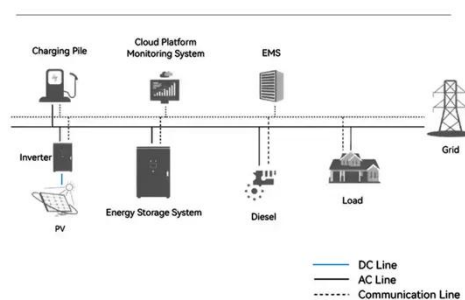 Charging Pile
Cloud Platform
Monitoring System
EMS
Grid
Inverter
PV
Energy Storage System
Diesel
Load
DC Line
AC Line
Communication Line